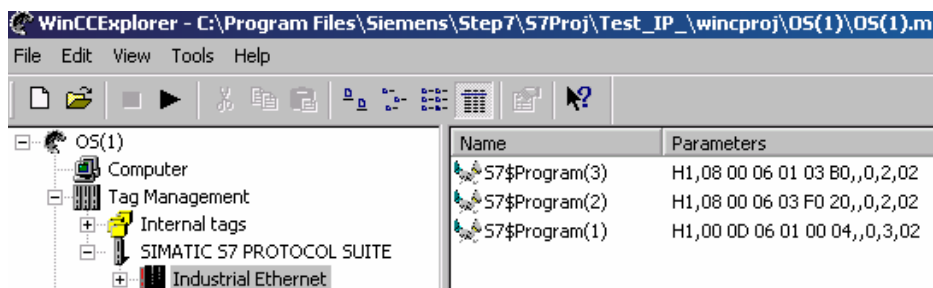 WinCCExplorer - C:\Program Files\Siemens\Step7\S7Proj\Test_IP_\wincproj\OS(1)\OS(1).m
File Edit View Tools Help
OS(1)
Computer
Tag Management
Internal tags
SIMATIC S7 PROTOCOL SUITE
Industrial Ethernet
Name Parameters
S7$Program(3) H1,08 00 06 01 03 B0,,0,2,02
S7$Program(2) H1,08 00 06 03 F0 20,,0,2,02
S7$Program(1) H1,00 0D 06 01 00 04,,0,3,02